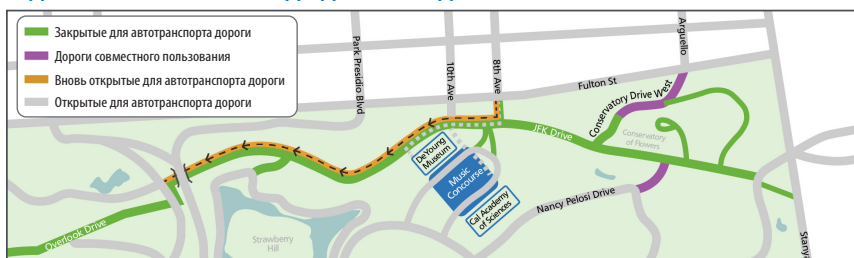 Закрытые для автотранспорта дороги
Дороги совместного пользования
Вновь открытые для автотранспорта дороги
Открытые для автотранспорта дороги
Park Presidio Blvd
10th Ave
8th Ave
Fulton St
Arguello
Conservatory Drive West
JFK Drive
Conservatory
of Flowers
DeYoung
Museum
Music
Concourse
Cal Academy
of Sciences
Nancy Pelosi Drive
Overlook Drive
Strawberry
Hill